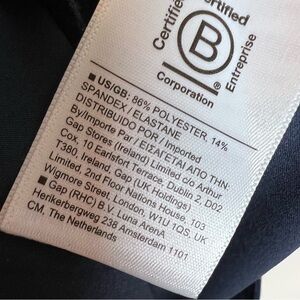 Certified
Certified
B
®
Corporation
Entreprise
■ US/GB: 86% POLYESTER, 14%
SPANDEX / ELASTANE
DISTRIBUIDO POR / Imported
By/Importe Par / ΕΙΣΑΓΕΤΑΙ ΑΠΟ ΤΗΝ
Gap Stores (Ireland) Limited c/o Arthur
Cox, 10 Earlsfort Terrace, Dublin 2, D02
T380, Ireland, Gap (UK Holdings)
Limited, 2nd Floor Nations House, 103
Wigmore Street, London, W1U 1QS, UK
■ Gap (RHC) B.V. Luna ArenA
Herikerbergweg 238 Amsterdam 1101
CM, The Netherlands